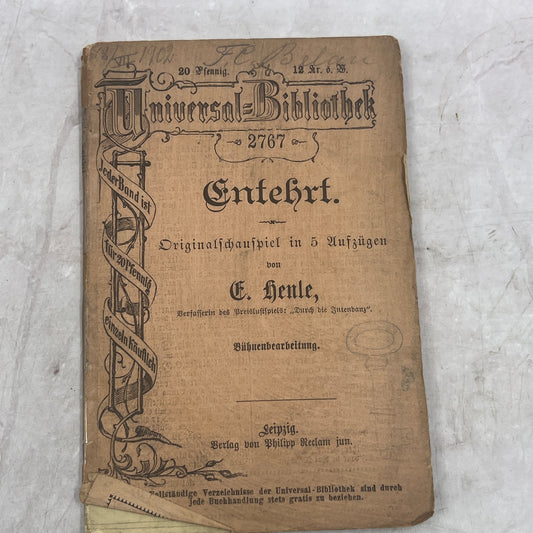 1902
20 Pfennig. 12 Kr. ö. W.
Universal-Bibliothek
2767
Jeder Band ist
für 20 Pfennig
einzeln käuflich
Entehrt.
Originalschauspiel in 5 Aufzügen
von
E. Henle,
Verfasserin des Preislustspiels: „Durch die Intendanz“.
Bühnenbearbeitung.
Leipzig.
Verlag von Philipp Reclam jun.
Vollständige Verzeichnisse der Universal-Bibliothek sind durch
jede Buchhandlung stets gratis zu beziehen.